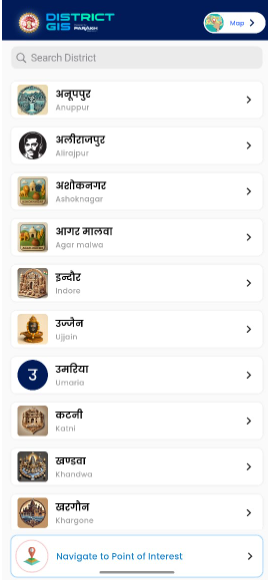 DISTRICT
GIS
PARAKH
Map
Search District
अनूपपुर
Anuppur
अलीराजपुर
Alirajpur
अशोकनगर
Ashoknagar
आगर मालवा
Agar malwa
इन्दौर
Indore
उज्जैन
Ujjain
उ
उमरिया
Umaria
कटनी
Katni
खण्डवा
Khandwa
खरगौन
Khargone
Navigate to Point of Interest